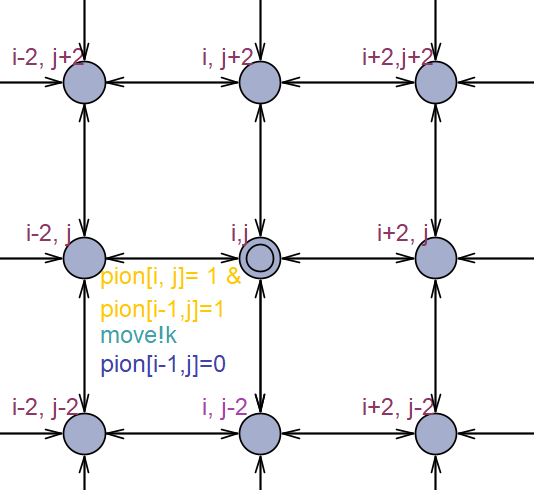 i-2, j+2 i, j+2 i+2,j+2
i-2, j i,j i+2, j
pion[i, j]= 1 &
pion[i-1,j]=1
move!k
pion[i-1,j]=0
i-2, j-2 i, j-2 i+2, j-2